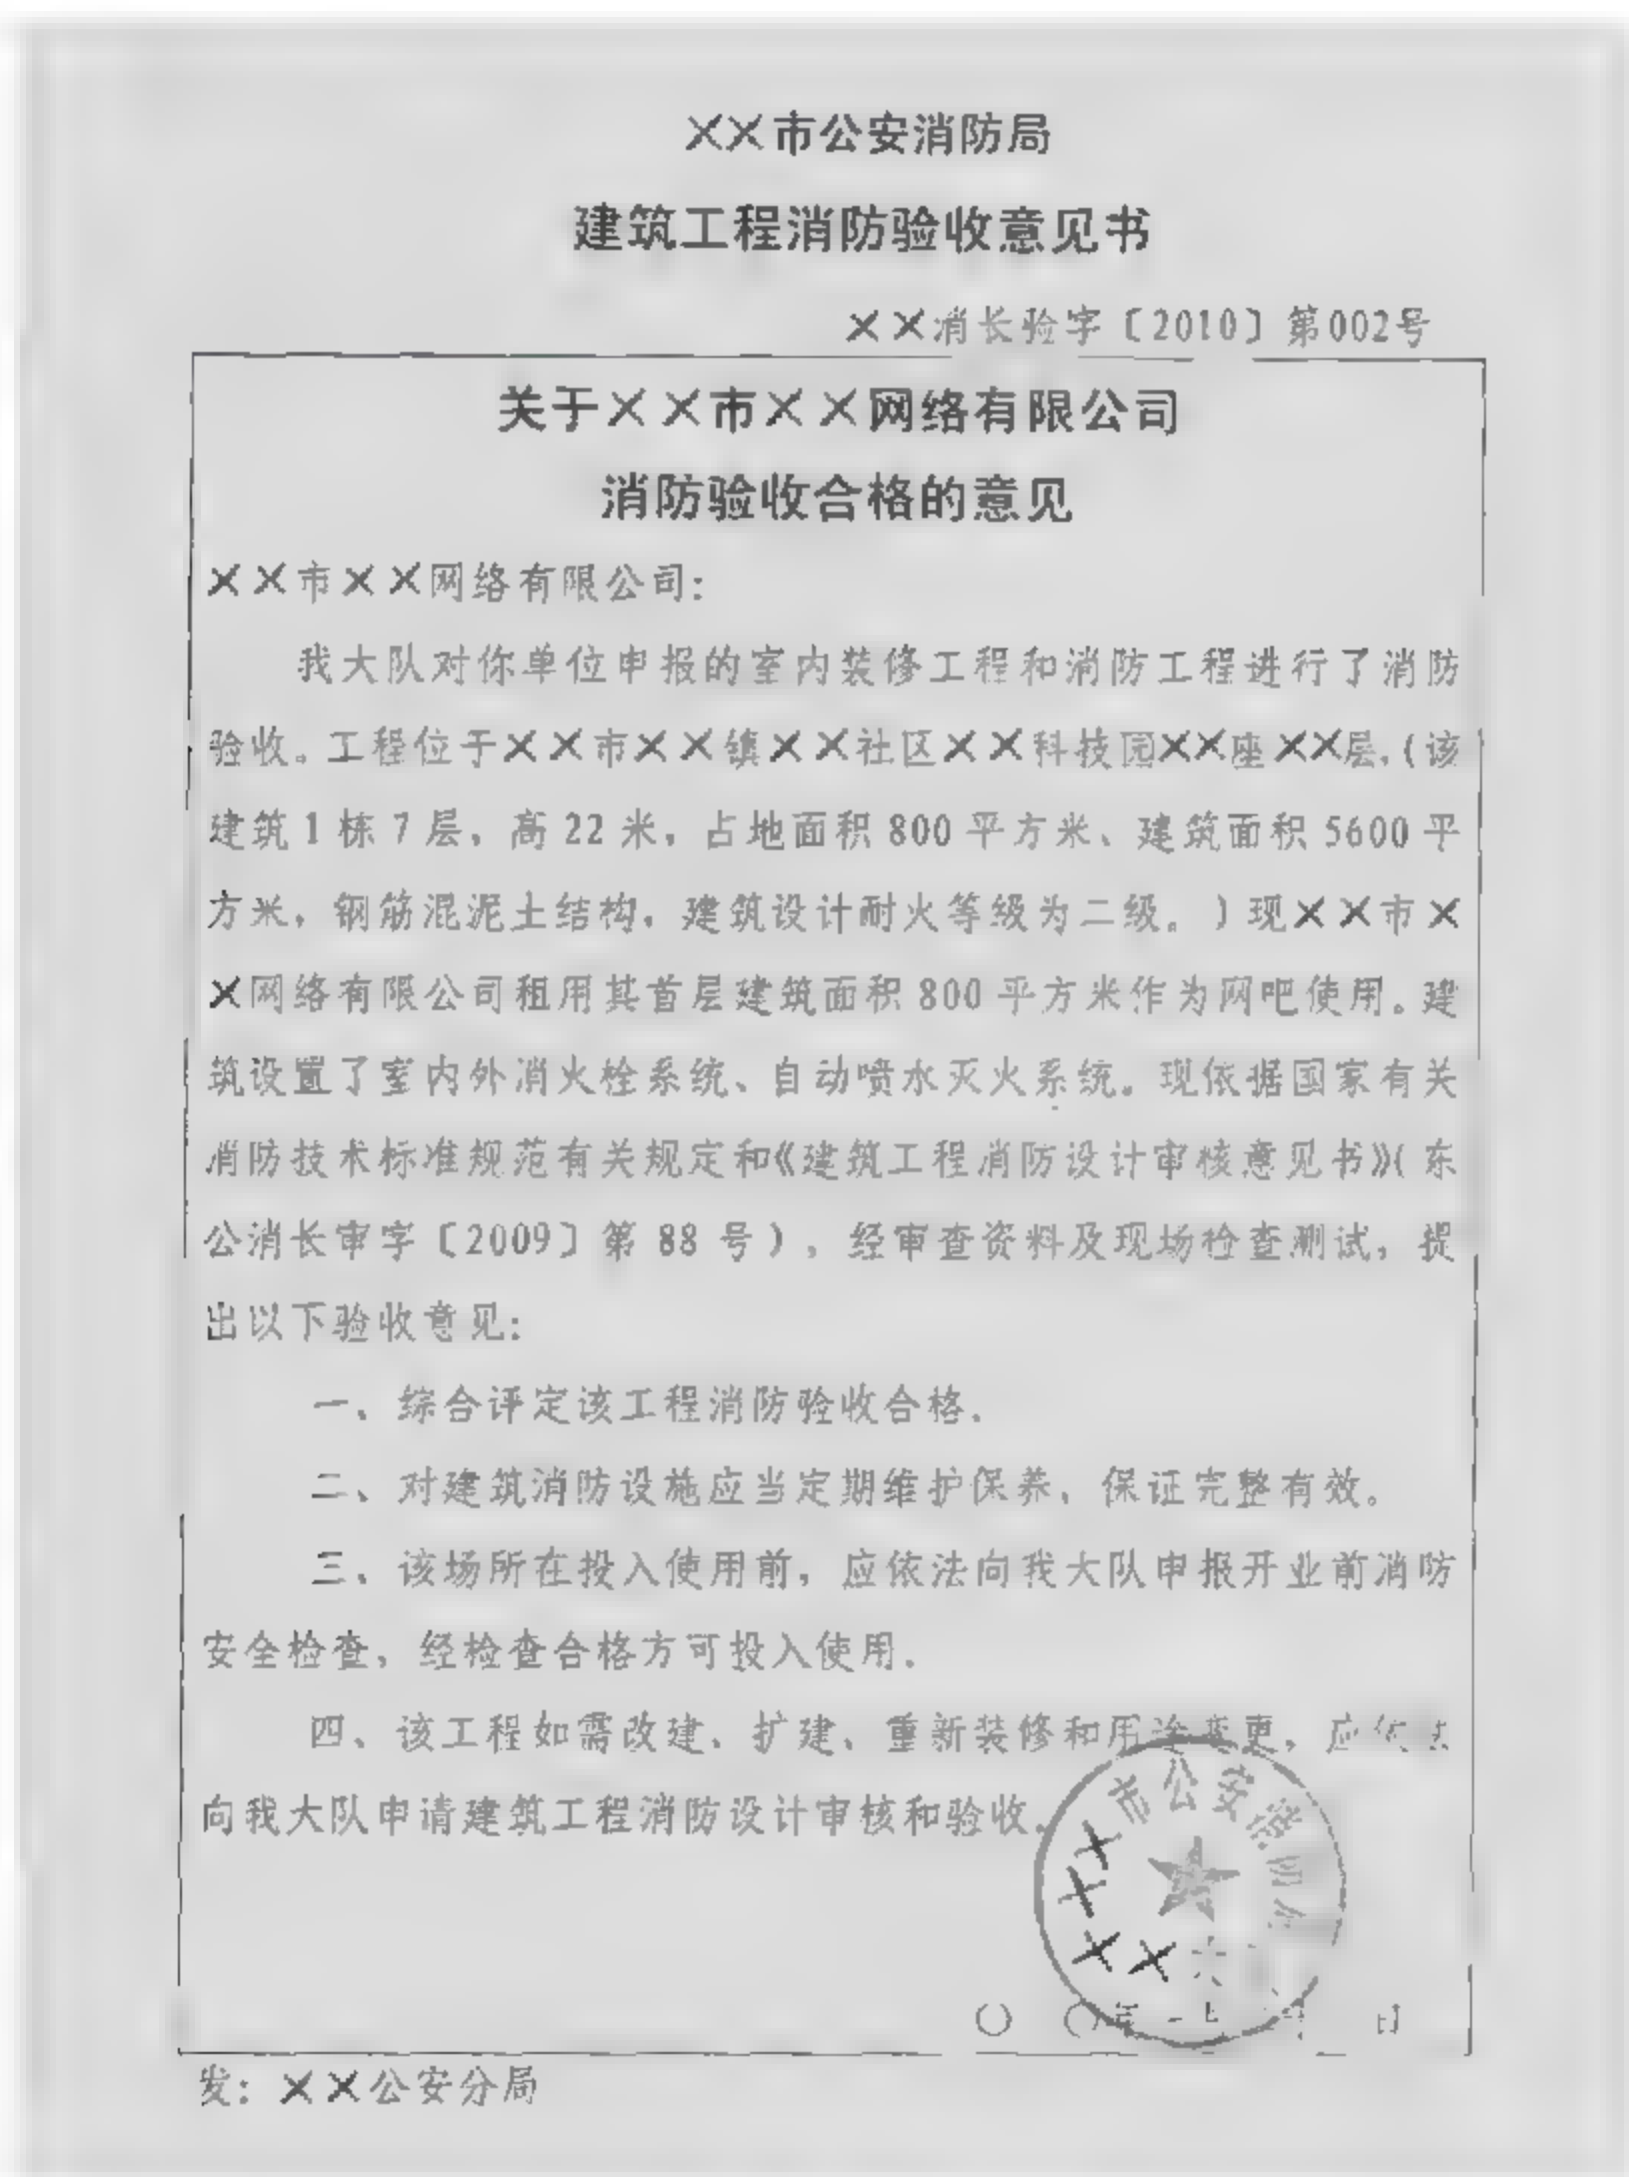 ××市公安消防局
建筑工程消防验收意见书
××消长验字〔2010〕第002号
关于××市××网络有限公司
消防验收合格的意见
××市××网络有限公司：
我大队对你单位申报的室内装修工程和消防工程进行了消防
验收。工程位于××市××镇××社区××科技园××座××层，（该
建筑1栋7层，高22米，占地面积800平方米、建筑面积5600平
方米，钢筋混泥土结构，建筑设计耐火等级为二级。）现××市×
×网络有限公司租用其首层建筑面积800平方米作为网吧使用。建
筑设置了室内外消火栓系统、自动喷水灭火系统。现依据国家有关
消防技术标准规范有关规定和《建筑工程消防设计审核意见书》（东
公消长审字〔2009〕第88号），经审查资料及现场检查测试，提
出以下验收意见：
一、综合评定该工程消防验收合格。
二、对建筑消防设施应当定期维护保养，保证完整有效。
三、该场所在投入使用前，应依法向我大队申报开业前消防
安全检查，经检查合格方可投入使用。
四、该工程如需改建、扩建、重新装修和用途变更，应依法
向我大队申请建筑工程消防设计审核和验收。
××市公安消防局
××大
〇 〇年
发：××公安分局